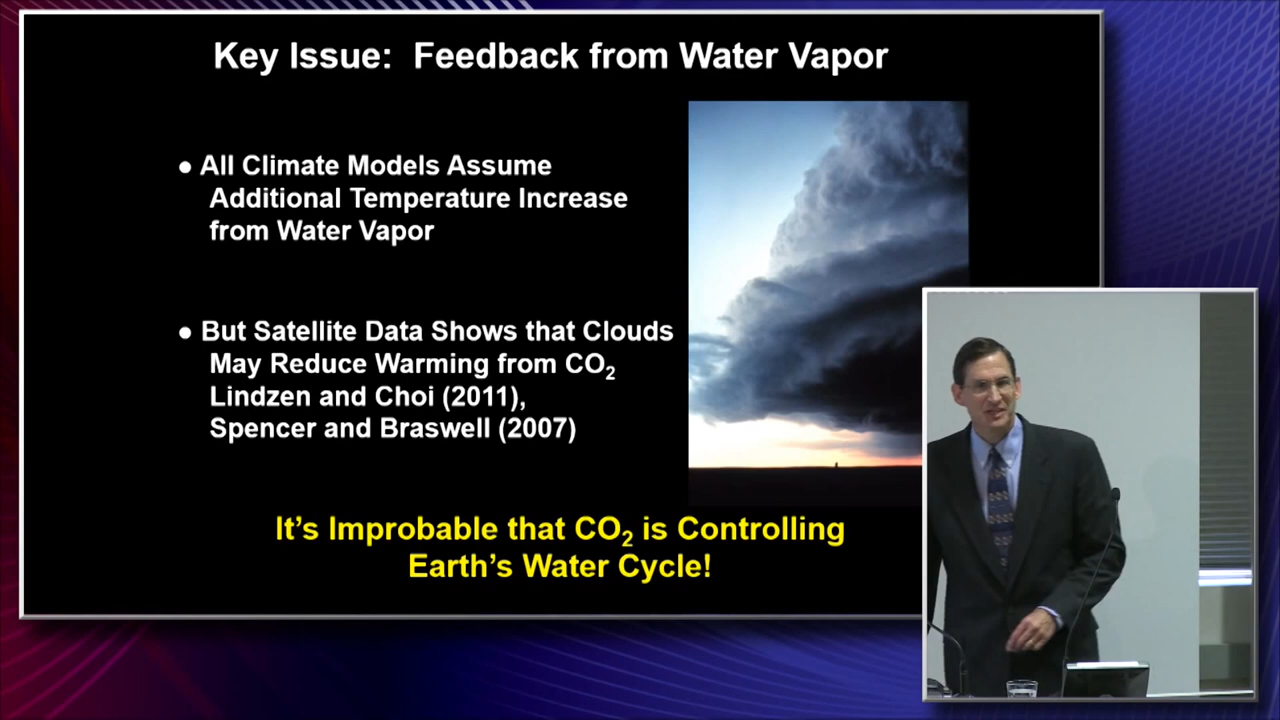 Key Issue: Feedback from Water Vapor
● All Climate Models Assume
Additional Temperature Increase
from Water Vapor
● But Satellite Data Shows that Clouds
May Reduce Warming from CO₂
Lindzen and Choi (2011),
Spencer and Braswell (2007)
It's Improbable that CO₂ is Controlling
Earth's Water Cycle!